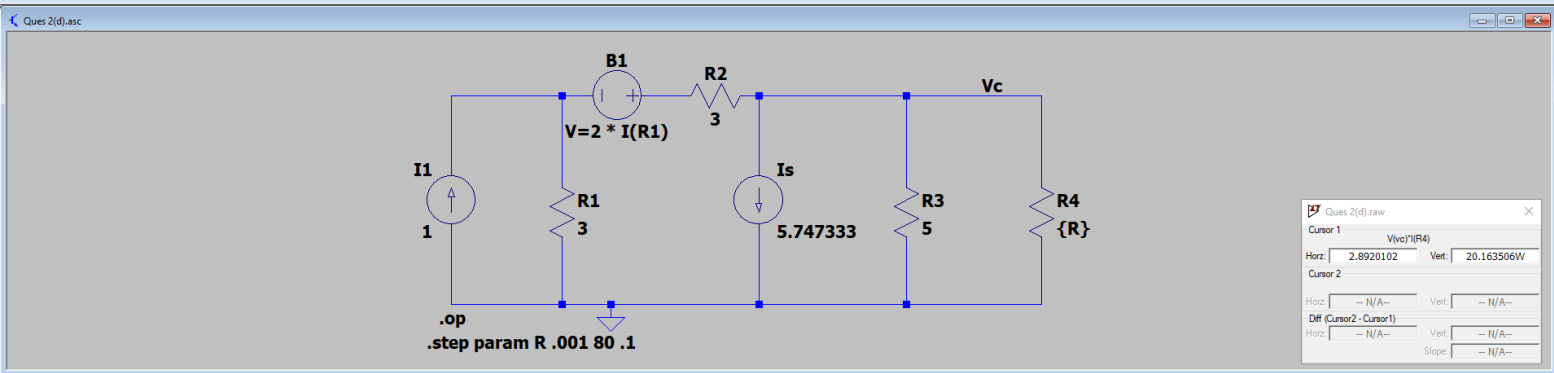 Ques 2(d).asc
B1
R2
Vc
3
V=2 * I(R1)
I1
Is
R1
R3
R4
1
3
5.747333
5
{R}
.op
.step param R .001 80 .1
Ques 2(d).raw
Cursor 1
V(vc)*I(R4)
Horz: 2.8920102 Vert: 20.163506W
Cursor 2
Horz: -- N/A-- Vert: -- N/A--
Diff (Cursor2 - Cursor1)
Horz: -- N/A-- Vert: -- N/A--
Slope: -- N/A--